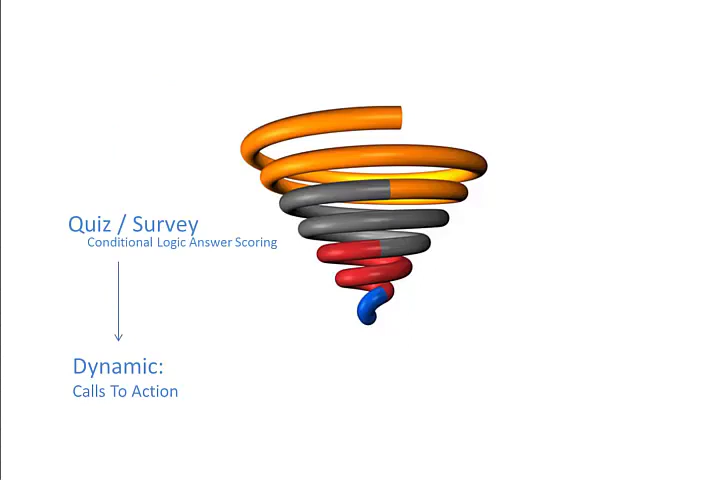 Quiz / Survey
Conditional Logic Answer Scoring
Dynamic:
Calls To Action